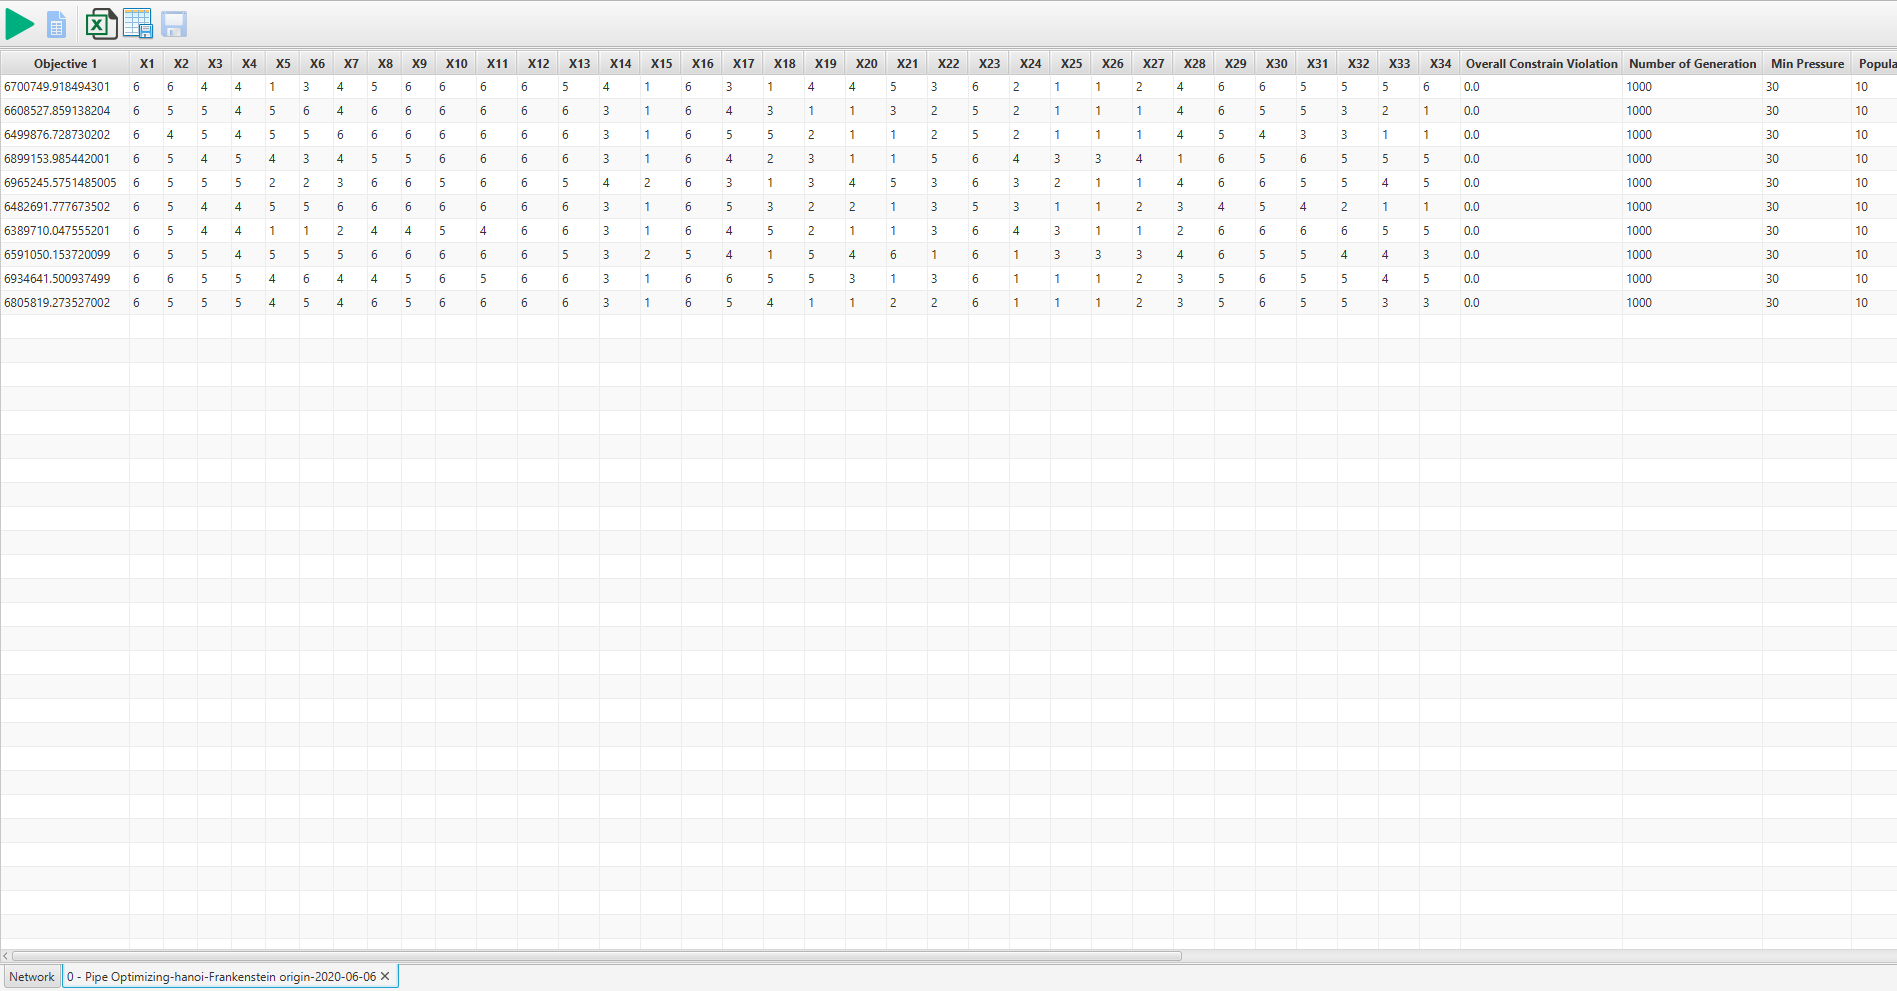 Objective 1 X1 X2 X3 X4 X5 X6 X7 X8 X9 X10 X11 X12 X13 X14 X15 X16 X17 X18 X19 X20 X21 X22 X23 X24 X25 X26 X27 X28 X29 X30 X31 X32 X33 X34 Overall Constrain Violation Number of Generation Min Pressure Popula
6700749.918494301 6 6 4 4 1 3 4 5 6 6 6 6 5 4 1 6 3 1 4 4 5 3 6 2 1 1 2 4 6 6 5 5 5 6 0.0 1000 30 10
6608527.859138204 6 5 5 4 5 6 4 6 6 6 6 6 6 3 1 6 4 3 1 1 3 2 5 2 1 1 1 4 6 5 5 3 2 1 0.0 1000 30 10
6499876.728730202 6 4 5 4 5 5 6 6 6 6 6 6 6 3 1 6 5 5 2 1 1 2 5 2 1 1 1 4 5 4 3 3 1 1 0.0 1000 30 10
6899153.985442001 6 5 4 5 4 3 4 5 5 6 6 6 6 3 1 6 4 2 3 1 1 5 6 4 3 3 4 1 6 5 6 5 5 5 0.0 1000 30 10
6965245.5751485005 6 5 5 5 2 2 3 6 6 5 6 6 5 4 2 6 3 1 3 4 5 3 6 3 2 1 1 4 6 6 5 5 4 5 0.0 1000 30 10
6482691.777673502 6 5 4 4 5 5 6 6 6 6 6 6 6 3 1 6 5 3 2 2 1 3 5 3 1 1 2 3 4 5 4 2 1 1 0.0 1000 30 10
6389710.047555201 6 5 4 4 1 1 2 4 4 5 4 6 6 3 1 6 4 5 2 1 1 3 6 4 3 1 1 2 6 6 6 6 5 5 0.0 1000 30 10
6591050.153720099 6 5 5 4 5 5 5 6 6 6 6 6 5 3 2 5 4 1 5 4 6 1 6 1 3 3 3 4 6 5 5 4 4 3 0.0 1000 30 10
6934641.500937499 6 6 5 5 4 6 4 4 5 6 5 6 6 3 1 6 6 5 5 3 1 3 6 1 1 1 2 3 5 6 5 5 4 5 0.0 1000 30 10
6805819.273527002 6 5 5 5 4 5 4 6 5 6 6 6 6 3 1 6 5 4 1 1 2 2 6 1 1 1 2 3 5 6 5 5 3 3 0.0 1000 30 10
Network 0 - Pipe Optimizing-hanoi-Frankenstein origin-2020-06-06